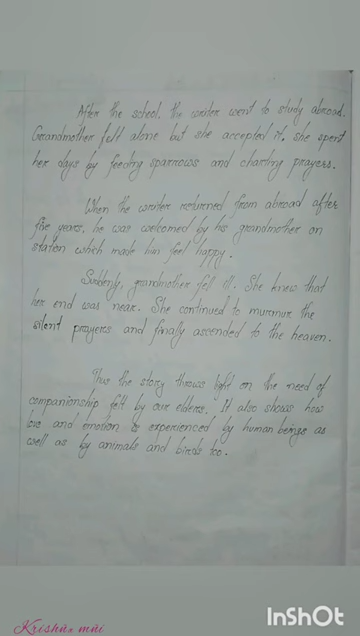 After the school, the writer went to study abroad.
Grandmother felt alone but she accepted it. She spent
her days by feeding sparrows and chanting prayers.
When the writer returned from abroad after
five years, he was welcomed by his grandmother on
station which made him feel happy.
Suddenly, grandmother fell ill. She knew that
her end was near. She continued to murmur the
silent prayers and finally ascended to the heaven.
Thus the story throws light on the need of
companionship felt by our elders. It also shows how
love and emotion is experienced by human beings as
well as by animals and birds too.
Krishna mai
InShOt